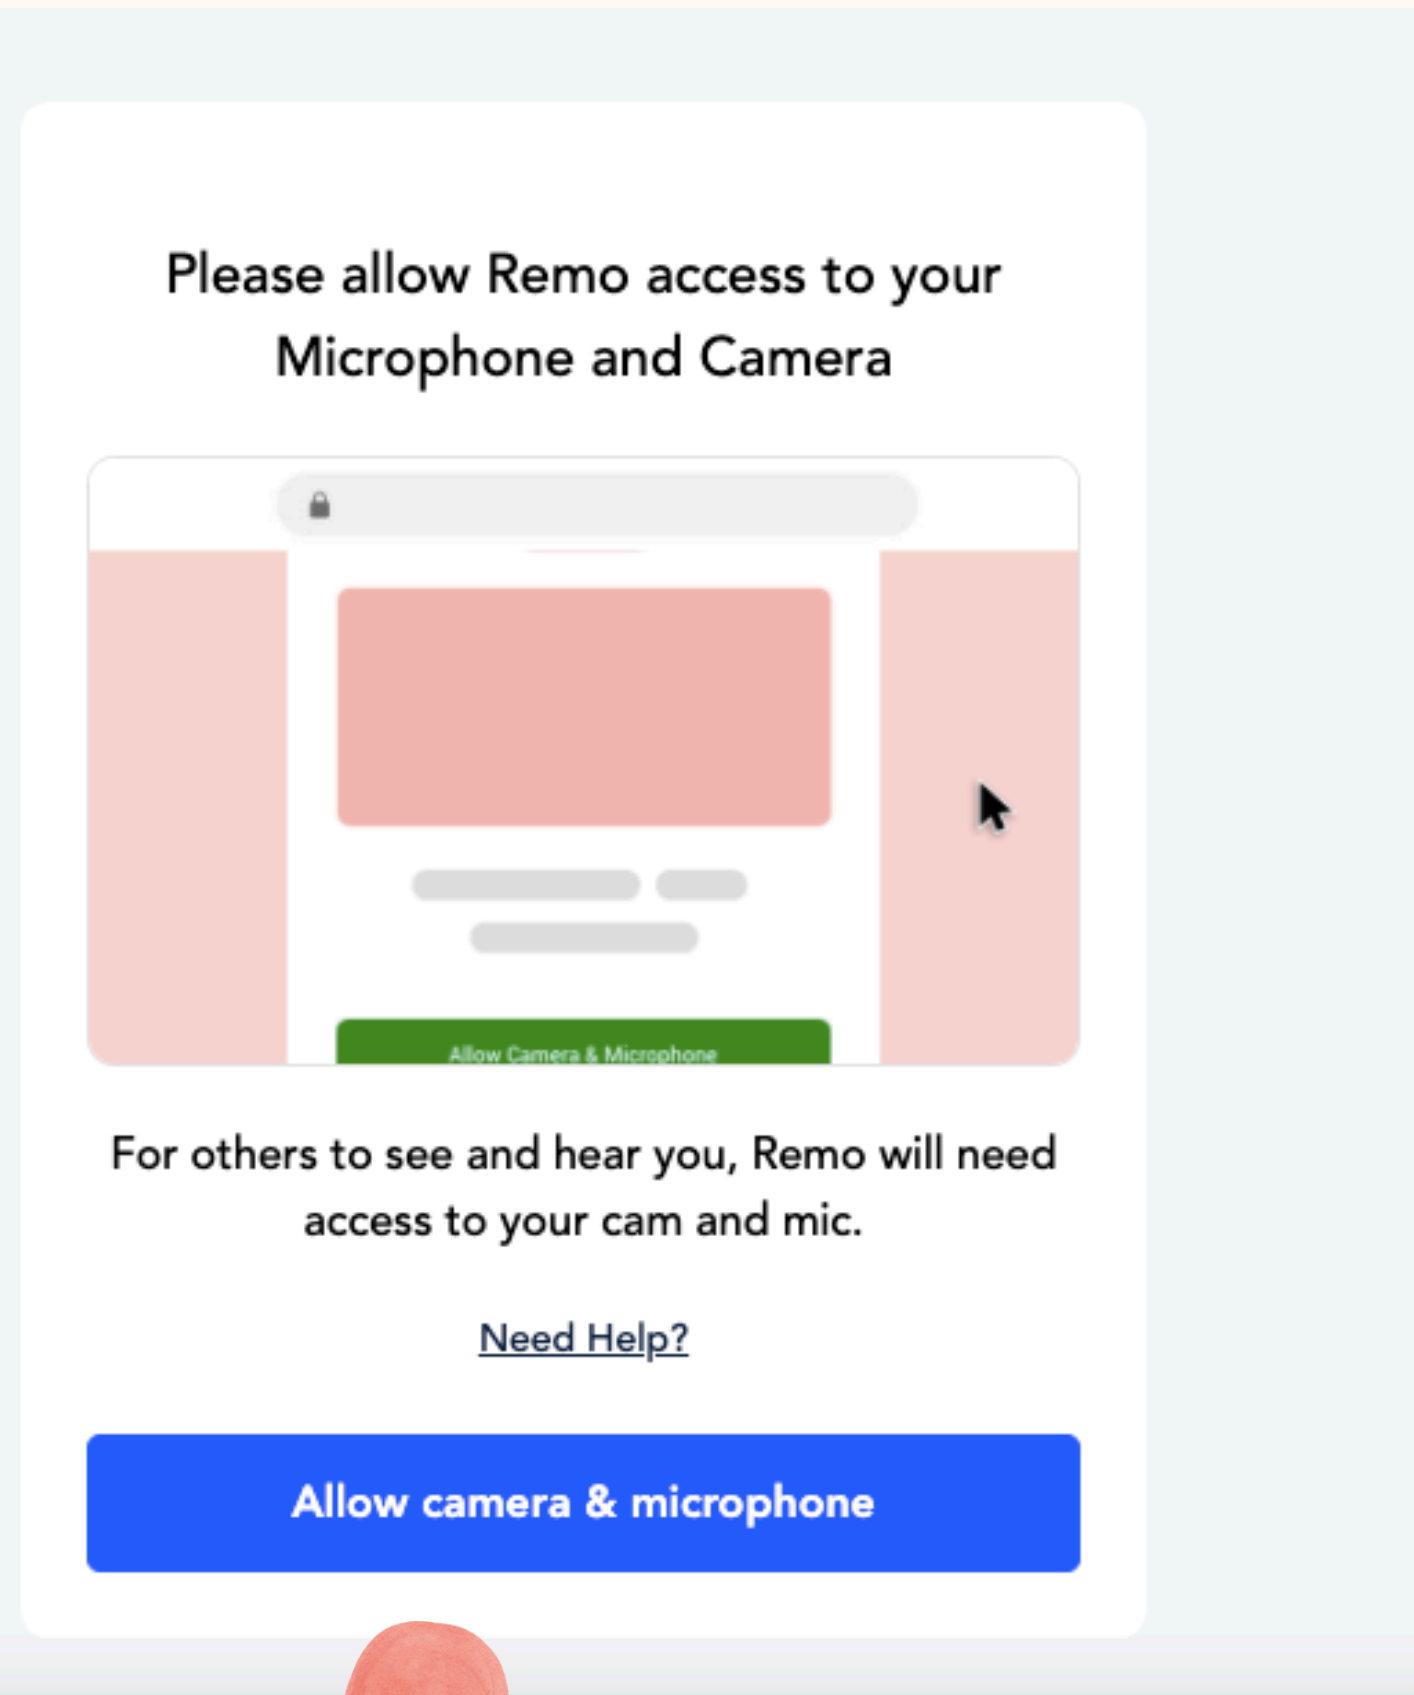 Please allow Remo access to your
Microphone and Camera
Allow Camera & Microphone
For others to see and hear you, Remo will need
access to your cam and mic.
Need Help?
Allow camera & microphone